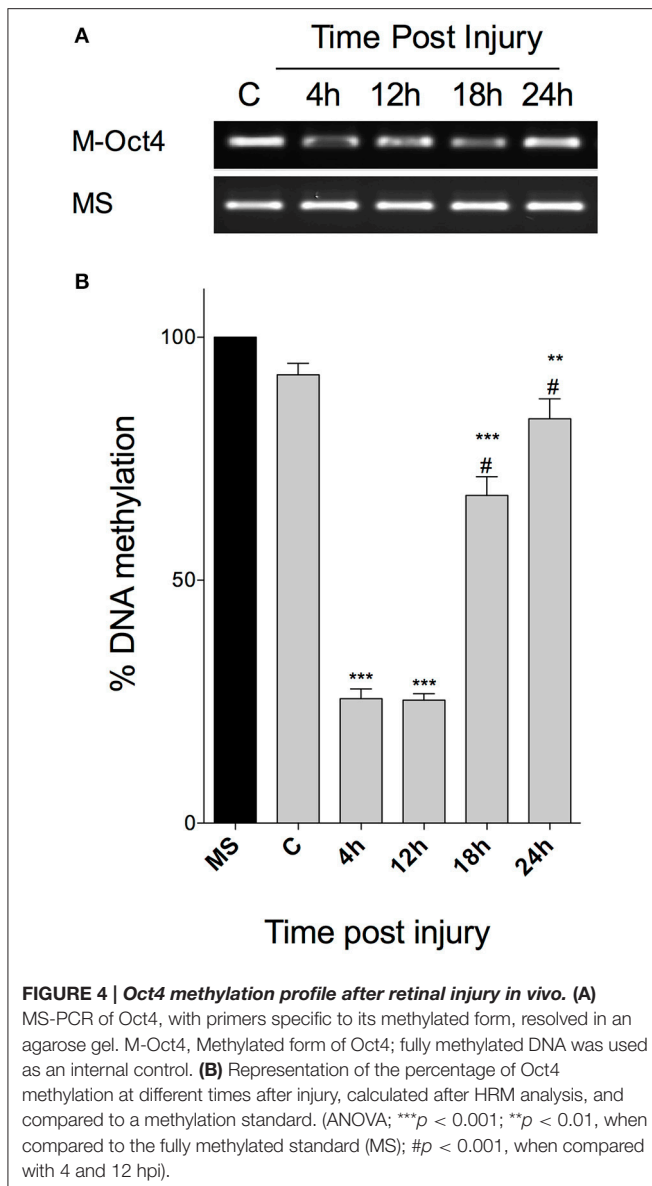 A
Time Post Injury
C 4h 12h 18h 24h
M-Oct4
MS
B
100
50
0
% DNA methylation
***
***
***
#
**
#
MS C 4h 12h 18h 24h
Time post injury
FIGURE 4 | Oct4 methylation profile after retinal injury in vivo. (A)
MS-PCR of Oct4, with primers specific to its methylated form, resolved in an
agarose gel. M-Oct4, Methylated form of Oct4; fully methylated DNA was used
as an internal control. (B) Representation of the percentage of Oct4
methylation at different times after injury, calculated after HRM analysis, and
compared to a methylation standard. (ANOVA; ***p < 0.001; **p < 0.01, when
compared to the fully methylated standard (MS); #p < 0.001, when compared
with 4 and 12 hpi).